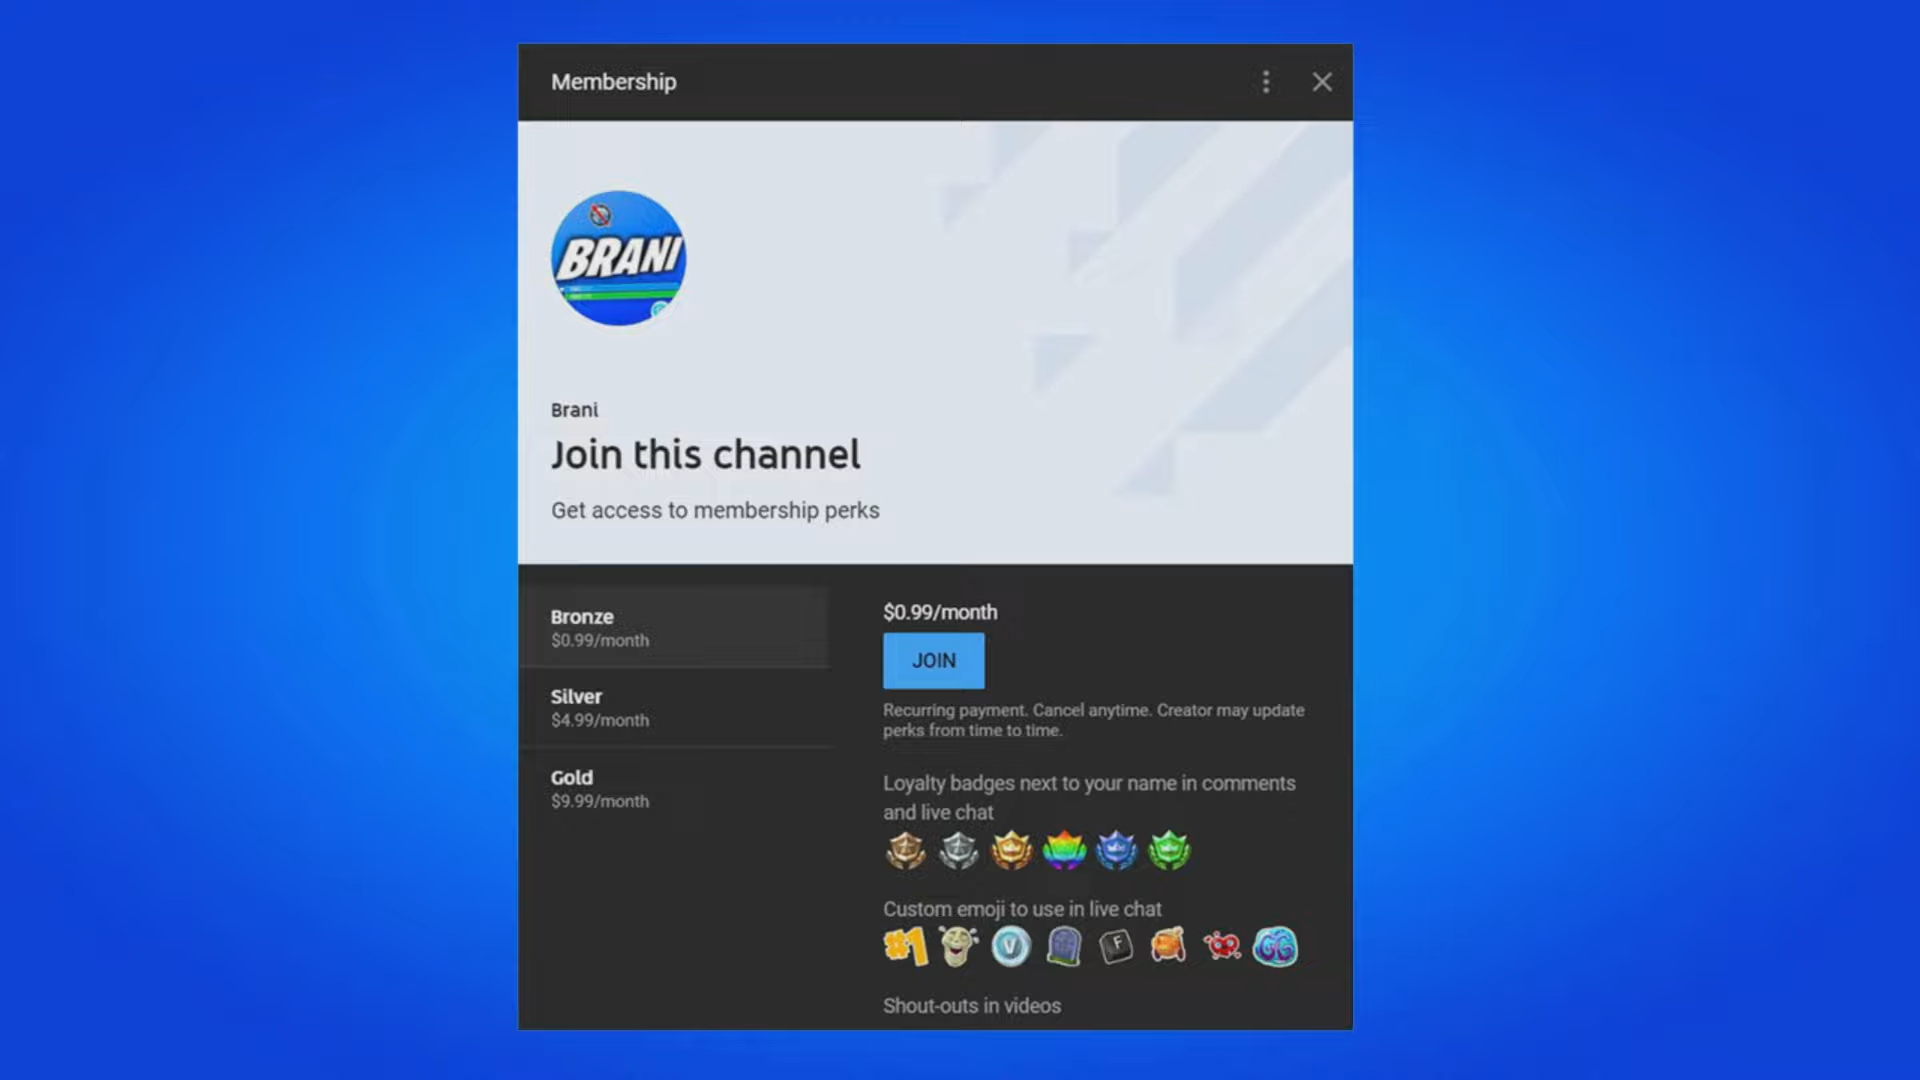 Membership
BRANI
Brani
Join this channel
Get access to membership perks
Bronze
$0.99/month
Silver
$4.99/month
Gold
$9.99/month
$0.99/month
JOIN
Recurring payment. Cancel anytime. Creator may update
perks from time to time.
Loyalty badges next to your name in comments
and live chat
Custom emoji to use in live chat
#1
V
F
GG
Shout-outs in videos